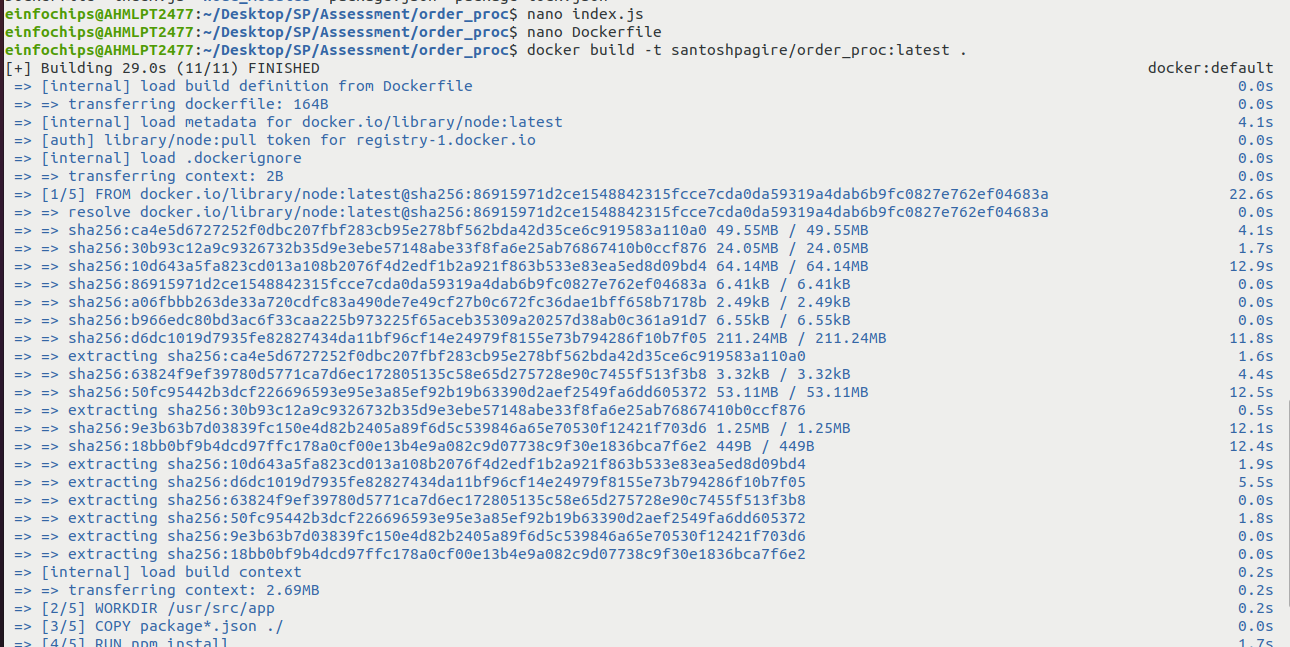 einfochips@AHMLPT2477:~/Desktop/SP/Assessment/order_proc$ nano index.js
einfochips@AHMLPT2477:~/Desktop/SP/Assessment/order_proc$ nano Dockerfile
einfochips@AHMLPT2477:~/Desktop/SP/Assessment/order_proc$ docker build -t santoshpagire/order_proc:latest .
[+] Building 29.0s (11/11) FINISHED docker:default
=> [internal] load build definition from Dockerfile 0.0s
=> => transferring dockerfile: 164B 0.0s
=> [internal] load metadata for docker.io/library/node:latest 4.1s
=> [auth] library/node:pull token for registry-1.docker.io 0.0s
=> [internal] load .dockerignore 0.0s
=> => transferring context: 2B 0.0s
=> [1/5] FROM docker.io/library/node:latest@sha256:86915971d2ce1548842315fcce7cda0da59319a4dab6b9fc0827e762ef04683a 22.6s
=> => resolve docker.io/library/node:latest@sha256:86915971d2ce1548842315fcce7cda0da59319a4dab6b9fc0827e762ef04683a 0.0s
=> => sha256:ca4e5d6727252f0dbc207fbf283cb95e278bf562bda42d35ce6c919583a110a0 49.55MB / 49.55MB 4.1s
=> => sha256:30b93c12a9c9326732b35d9e3ebe57148abe33f8fa6e25ab76867410b0ccf876 24.05MB / 24.05MB 1.7s
=> => sha256:10d643a5fa823cd013a108b2076f4d2edf1b2a921f863b533e83ea5ed8d09bd4 64.14MB / 64.14MB 12.9s
=> => sha256:86915971d2ce1548842315fcce7cda0da59319a4dab6b9fc0827e762ef04683a 6.41kB / 6.41kB 0.0s
=> => sha256:a06fbbb263de33a720cdfc83a490de7e49cf27b0c672fc36dae1bff658b7178b 2.49kB / 2.49kB 0.0s
=> => sha256:b966edc80bd3ac6f33caa225b973225f65aceb35309a20257d38ab0c361a91d7 6.55kB / 6.55kB 0.0s
=> => sha256:d6dc1019d7935fe82827434da11bf96cf14e24979f8155e73b794286f10b7f05 211.24MB / 211.24MB 11.8s
=> => extracting sha256:ca4e5d6727252f0dbc207fbf283cb95e278bf562bda42d35ce6c919583a110a0 1.6s
=> => sha256:63824f9ef39780d5771ca7d6ec172805135c58e65d275728e90c7455f513f3b8 3.32kB / 3.32kB 4.4s
=> => sha256:50fc95442b3dcf226696593e95e3a85ef92b19b63390d2aef2549fa6dd605372 53.11MB / 53.11MB 12.5s
=> => extracting sha256:30b93c12a9c9326732b35d9e3ebe57148abe33f8fa6e25ab76867410b0ccf876 0.5s
=> => sha256:9e3b63b7d03839fc150e4d82b2405a89f6d5c539846a65e70530f12421f703d6 1.25MB / 1.25MB 12.1s
=> => sha256:18bb0bf9b4dcd97ffc178a0cf00e13b4e9a082c9d07738c9f30e1836bca7f6e2 449B / 449B 12.4s
=> => extracting sha256:10d643a5fa823cd013a108b2076f4d2edf1b2a921f863b533e83ea5ed8d09bd4 1.9s
=> => extracting sha256:d6dc1019d7935fe82827434da11bf96cf14e24979f8155e73b794286f10b7f05 5.5s
=> => extracting sha256:63824f9ef39780d5771ca7d6ec172805135c58e65d275728e90c7455f513f3b8 0.0s
=> => extracting sha256:50fc95442b3dcf226696593e95e3a85ef92b19b63390d2aef2549fa6dd605372 1.8s
=> => extracting sha256:9e3b63b7d03839fc150e4d82b2405a89f6d5c539846a65e70530f12421f703d6 0.0s
=> => extracting sha256:18bb0bf9b4dcd97ffc178a0cf00e13b4e9a082c9d07738c9f30e1836bca7f6e2 0.0s
=> [internal] load build context 0.2s
=> => transferring context: 2.69MB 0.2s
=> [2/5] WORKDIR /usr/src/app 0.2s
=> [3/5] COPY package*.json ./ 0.0s
=> [4/5] RUN npm install 1.7s